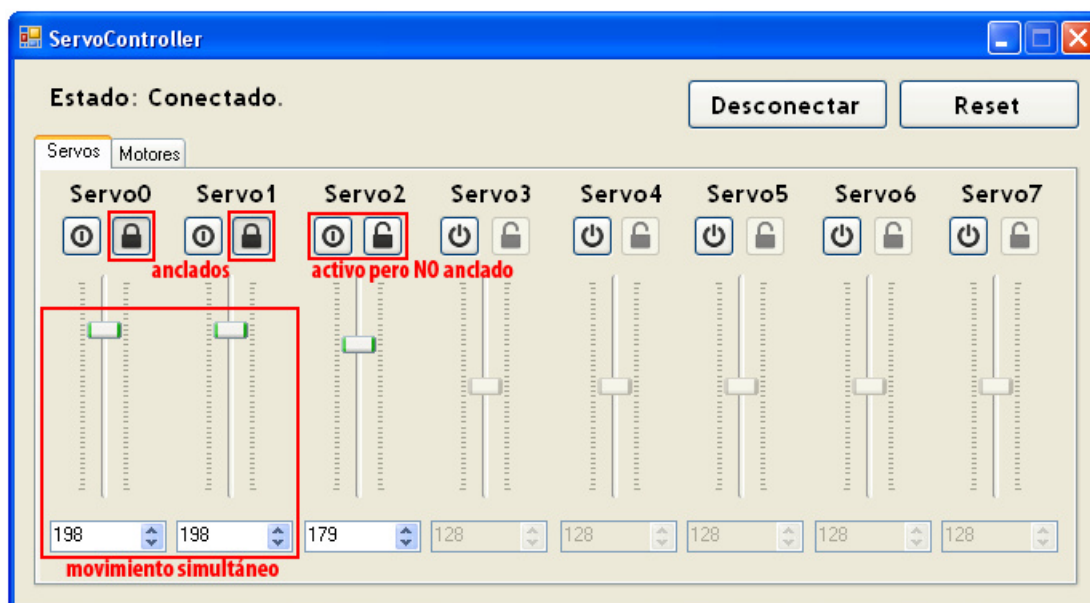 ServoController
Estado: Conectado.
Desconectar
Reset
Servos
Motores
Servo0 Servo1 Servo2 Servo3 Servo4 Servo5 Servo6 Servo7
anclados
activo pero NO anclado
198 198 179 128 128 128 128 128
movimiento simultáneo